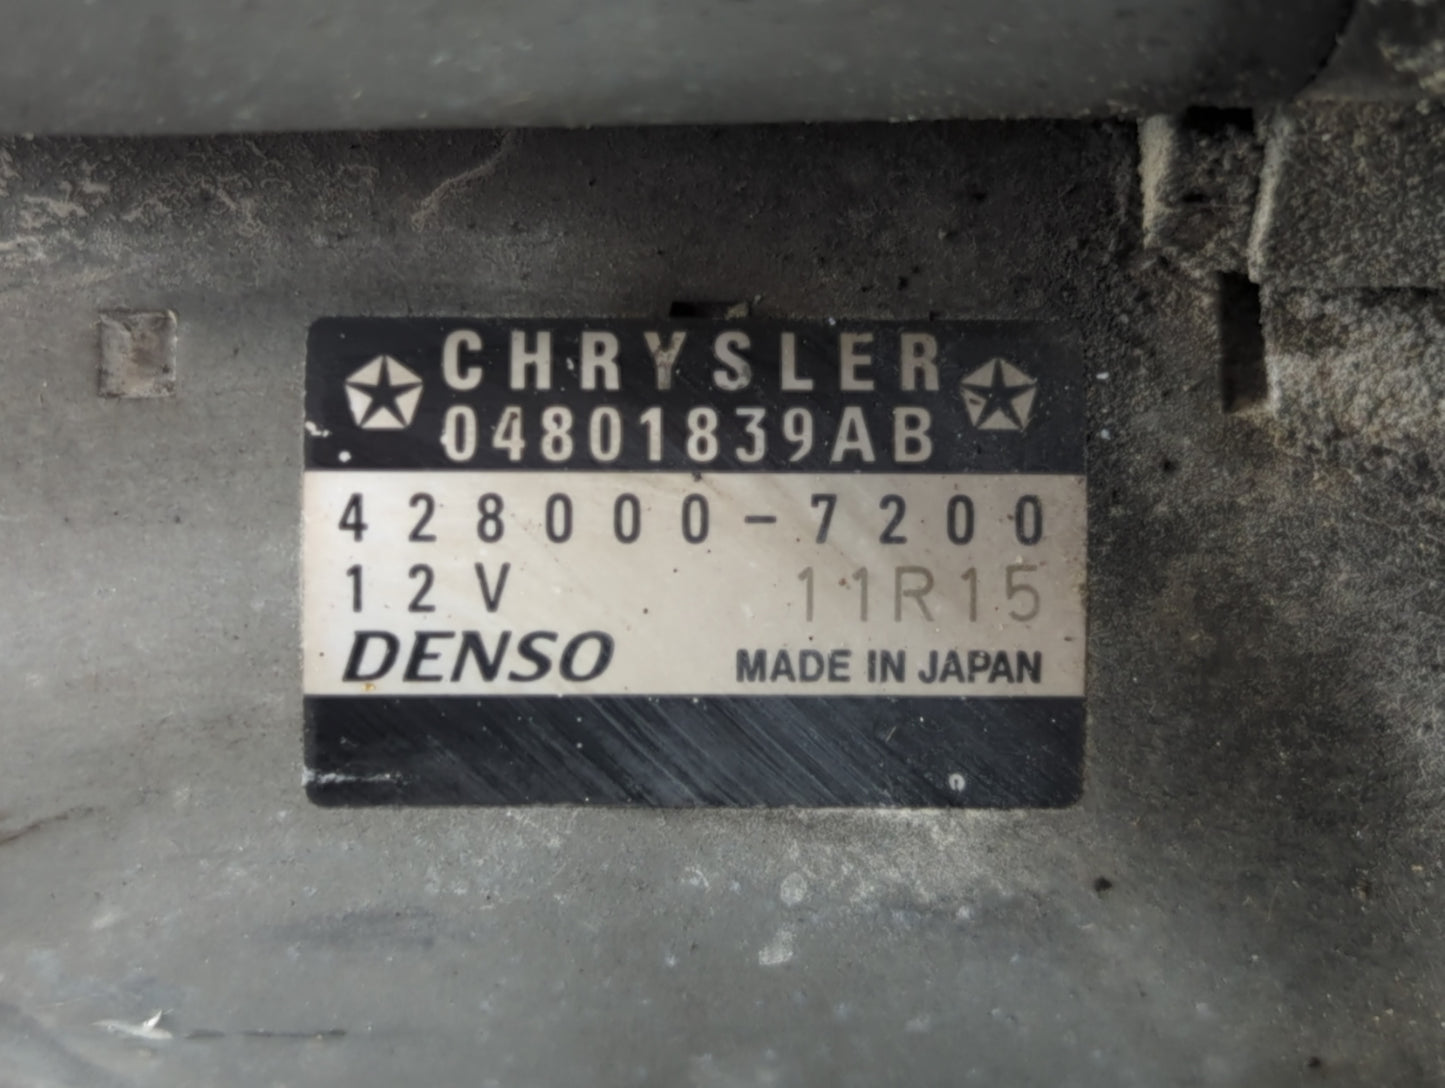 CHRYSLER
04801839AB
428000-7200
12V 11R15
DENSO MADE IN JAPAN